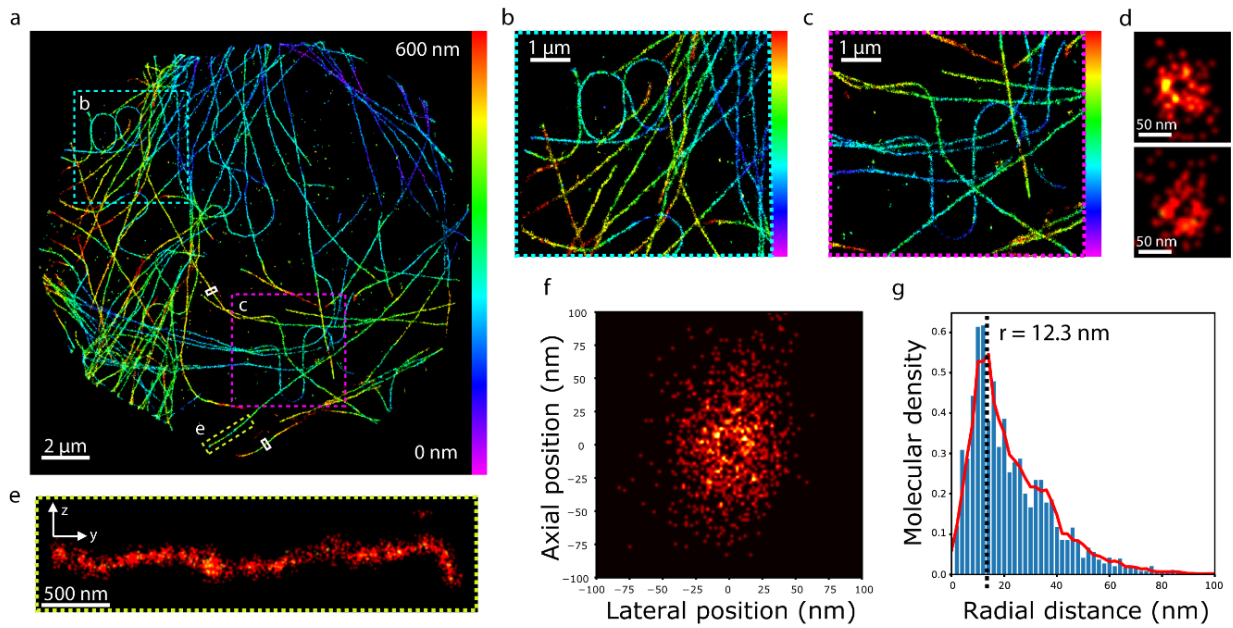 a
600 nm
b
c
e
2 µm
0 nm
b
1 µm
c
1 µm
d
50 nm
50 nm
e
z
y
500 nm
f
Axial position (nm)
100
75
50
25
0
−25
−50
−75
−100
−100 −75 −50 −25 0 25 50 75 100
Lateral position (nm)
g
r = 12.3 nm
Molecular density
0.6
0.5
0.4
0.3
0.2
0.1
0.0
0 20 40 60 80 100
Radial distance (nm)